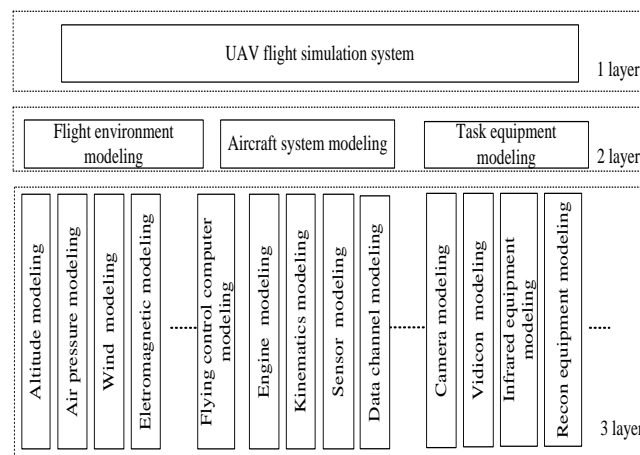 UAV flight simulation system
1 layer
Flight environment
modeling
Aircraft system modeling
Task equipment
modeling
2 layer
Altitude modeling
Air pressure modeling
Wind modeling
Eletromagnetic modeling
Flying control computer
modeling
Engine modeling
Kinematics modeling
Sensor modeling
Data channel modeling
Camera modeling
Vidicon modeling
Infrared equipment
modeling
Recon equipment modeling
3 layer